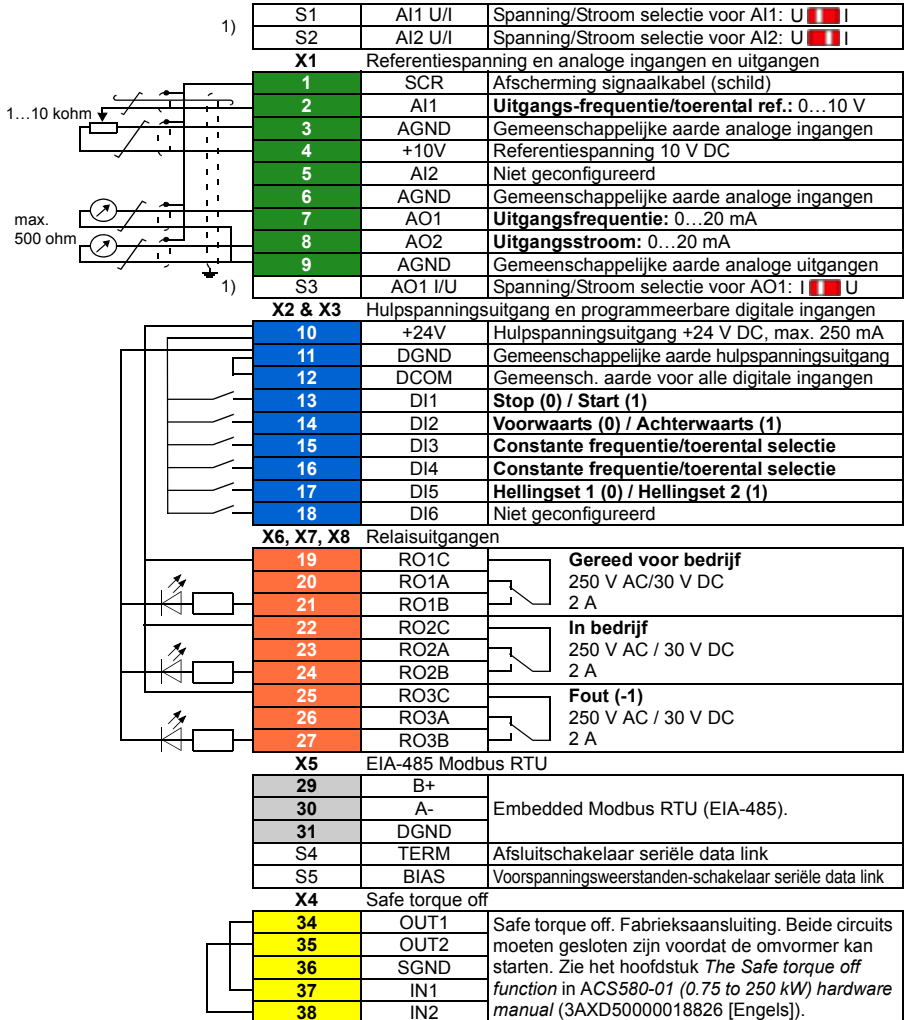 1)
S1 AI1 U/I Spanning/Stroom selectie voor AI1: U I
S2 AI2 U/I Spanning/Stroom selectie voor AI2: U I
X1 Referentiespanning en analoge ingangen en uitgangen
1 SCR Afscherming signaalkabel (schild)
1…10 kohm
2 AI1 Uitgangs-frequentie/toerental ref.: 0…10 V
3 AGND Gemeenschappelijke aarde analoge ingangen
4 +10V Referentiespanning 10 V DC
5 AI2 Niet geconfigureerd
6 AGND Gemeenschappelijke aarde analoge ingangen
max.
500 ohm
7 AO1 Uitgangsfrequentie: 0…20 mA
8 AO2 Uitgangsstroom: 0…20 mA
9 AGND Gemeenschappelijke aarde analoge uitgangen
1)
S3 AO1 I/U Spanning/Stroom selectie voor AO1: I U
X2 & X3 Hulpspanningsuitgang en programmeerbare digitale ingangen
10 +24V Hulpspanningsuitgang +24 V DC, max. 250 mA
11 DGND Gemeenschappelijke aarde hulpspanningsuitgang
12 DCOM Gemeensch. aarde voor alle digitale ingangen
13 DI1 Stop (0) / Start (1)
14 DI2 Voorwaarts (0) / Achterwaarts (1)
15 DI3 Constante frequentie/toerental selectie
16 DI4 Constante frequentie/toerental selectie
17 DI5 Hellingset 1 (0) / Hellingset 2 (1)
18 DI6 Niet geconfigureerd
X6, X7, X8 Relaisuitgangen
19 RO1C Gereed voor bedrijf
20 RO1A 250 V AC/30 V DC
21 RO1B 2 A
22 RO2C In bedrijf
23 RO2A 250 V AC / 30 V DC
24 RO2B 2 A
25 RO3C Fout (-1)
26 RO3A 250 V AC / 30 V DC
27 RO3B 2 A
X5 EIA-485 Modbus RTU
29 B+
30 A- Embedded Modbus RTU (EIA-485).
31 DGND
S4 TERM Afsluitschakelaar seriële data link
S5 BIAS Voorspanningsweerstanden-schakelaar seriële data link
X4 Safe torque off
34 OUT1 Safe torque off. Fabrieksaansluiting. Beide circuits
35 OUT2 moeten gesloten zijn voordat de omvormer kan
36 SGND starten. Zie het hoofdstuk The Safe torque off
37 IN1 function in ACS580-01 (0.75 to 250 kW) hardware
38 IN2 manual (3AXD50000018826 [Engels]).